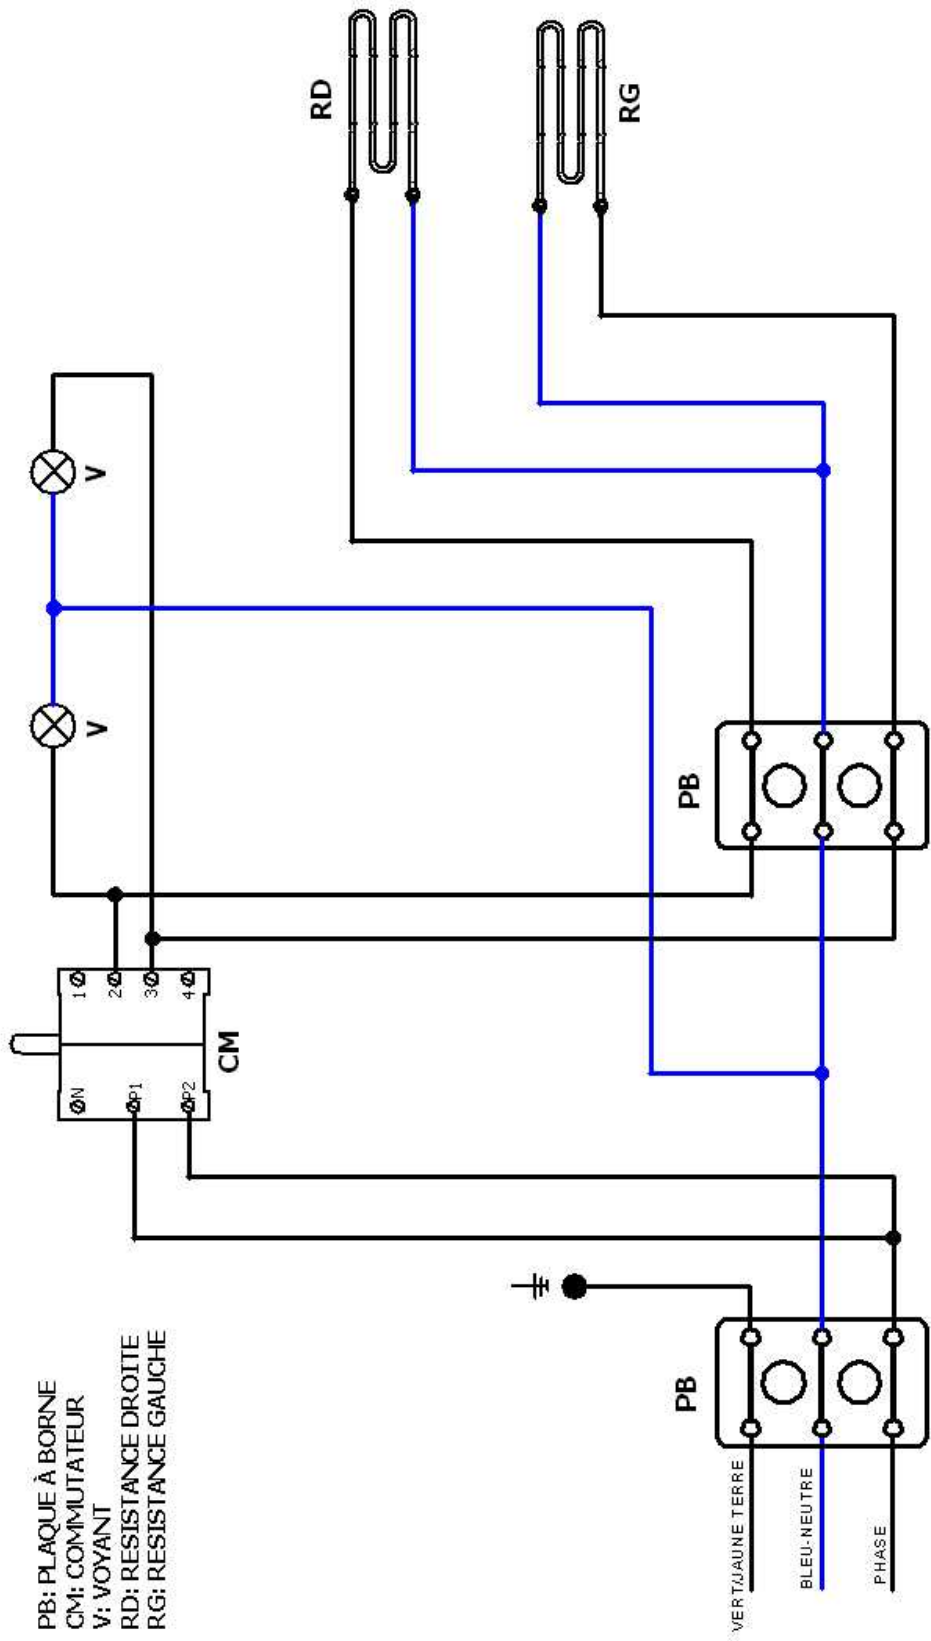 PB: PLAQUE À BORNE
CM: COMMUTATEUR
V: VOYANT
RD: RESISTANCE DROITE
RG: RESISTANCE GAUCHE
V
V
RD
RG
CM
N
P1
P2
1
2
3
4
PB
PB
VERT/JAUNE TERRE
BLEU-NEUTRE
PHASE